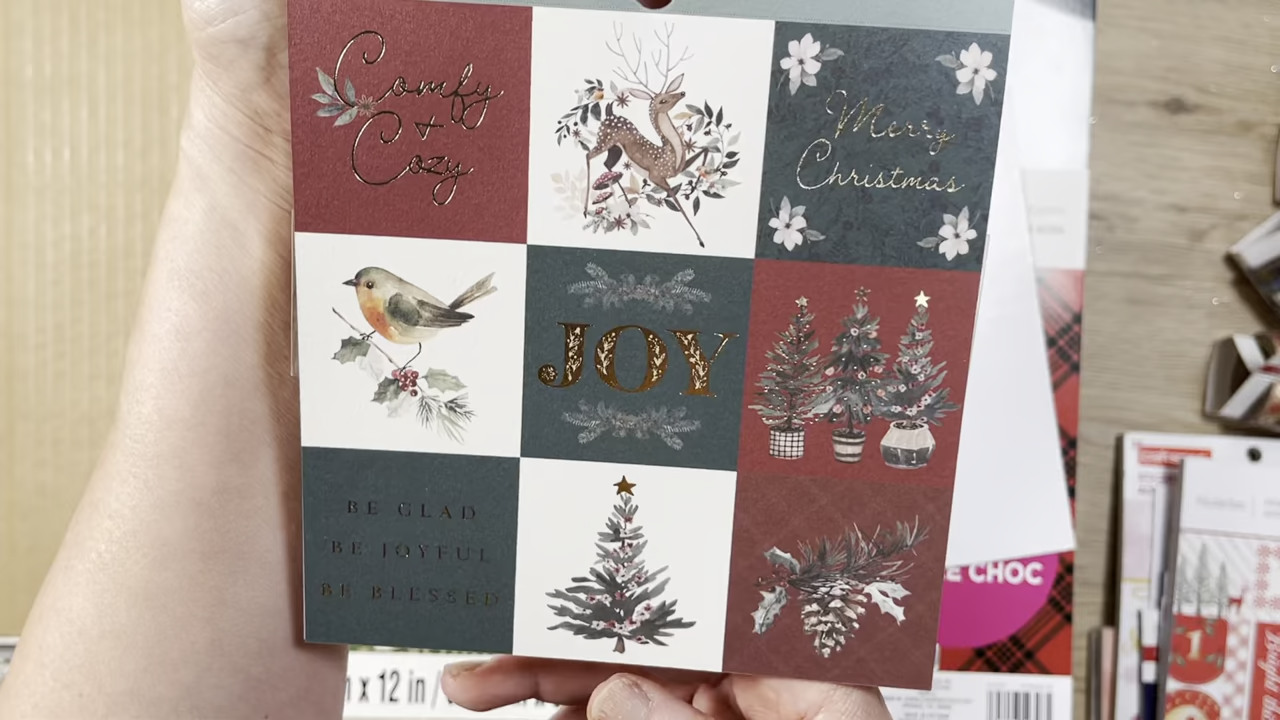 Comfy
+
Cozy
Merry
Christmas
JOY
BE GLAD
BE JOYFUL
BE BLESSED
E CHOC
x 12 in /
1